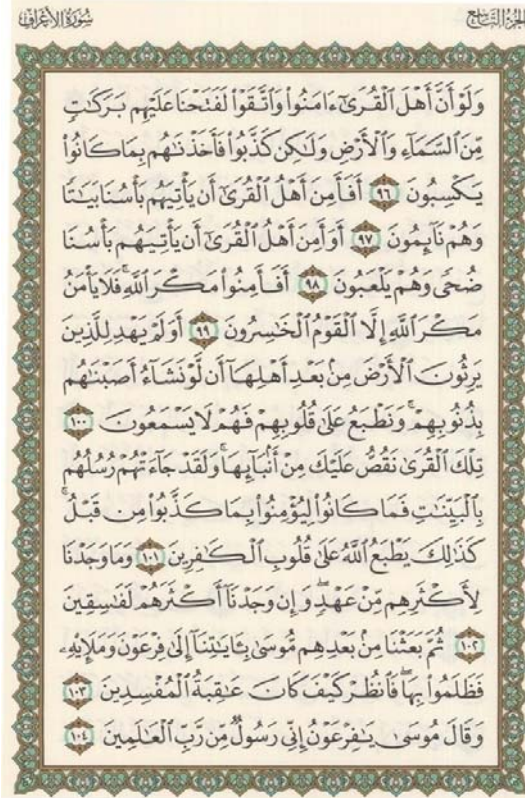 الجزء التاسع
سورة الأعراف
وَلَوْ أَنَّ أَهْلَ ٱلْقُرَىٰٓ ءَامَنُوا۟ وَٱتَّقَوْا۟ لَفَتَحْنَا عَلَيْهِم بَرَكَٰتٍ
مِّنَ ٱلسَّمَآءِ وَٱلْأَرْضِ وَلَٰكِن كَذَّبُوا۟ فَأَخَذْنَٰهُم بِمَا كَانُوا۟
يَكْسِبُونَ ٩٦ أَفَأَمِنَ أَهْلُ ٱلْقُرَىٰٓ أَن يَأْتِيَهُم بَأْسُنَا بَيَٰتًا
وَهُمْ نَآئِمُونَ ٩٧ أَوَأَمِنَ أَهْلُ ٱلْقُرَىٰٓ أَن يَأْتِيَهُم بَأْسُنَا
ضُحًى وَهُمْ يَلْعَبُونَ ٩٨ أَفَأَمِنُوا۟ مَكْرَ ٱللَّهِ ۚ فَلَا يَأْمَنُ
مَكْرَ ٱللَّهِ إِلَّا ٱلْقَوْمُ ٱلْخَٰسِرُونَ ٩٩ أَوَلَمْ يَهْدِ لِلَّذِينَ
يَرِثُونَ ٱلْأَرْضَ مِنۢ بَعْدِ أَهْلِهَآ أَن لَّوْ نَشَآءُ أَصَبْنَٰهُم
بِذُنُوبِهِمْ ۚ وَنَطْبَعُ عَلَىٰ قُلُوبِهِمْ فَهُمْ لَا يَسْمَعُونَ ١٠٠
تِلْكَ ٱلْقُرَىٰ نَقُصُّ عَلَيْكَ مِنْ أَنۢبَآئِهَا ۚ وَلَقَدْ جَآءَتْهُمْ رُسُلُهُم
بِٱلْبَيِّنَٰتِ فَمَا كَانُوا۟ لِيُؤْمِنُوا۟ بِمَا كَذَّبُوا۟ مِن قَبْلُ ۚ
كَذَٰلِكَ يَطْبَعُ ٱللَّهُ عَلَىٰ قُلُوبِ ٱلْكَٰفِرِينَ ١٠١ وَمَا وَجَدْنَا
لِأَكْثَرِهِم مِّنْ عَهْدٍ ۖ وَإِن وَجَدْنَآ أَكْثَرَهُمْ لَفَٰسِقِينَ
١٠٢ ثُمَّ بَعَثْنَا مِنۢ بَعْدِهِم مُّوسَىٰ بِـَٔايَٰتِنَآ إِلَىٰ فِرْعَوْنَ وَمَلَإِي۟هِۦ
فَظَلَمُوا۟ بِهَا ۖ فَٱنظُرْ كَيْفَ كَانَ عَٰقِبَةُ ٱلْمُفْسِدِينَ ١٠٣
وَقَالَ مُوسَىٰ يَٰفِرْعَوْنُ إِنِّى رَسُولٌ مِّن رَّبِّ ٱلْعَٰلَمِينَ ١٠٤